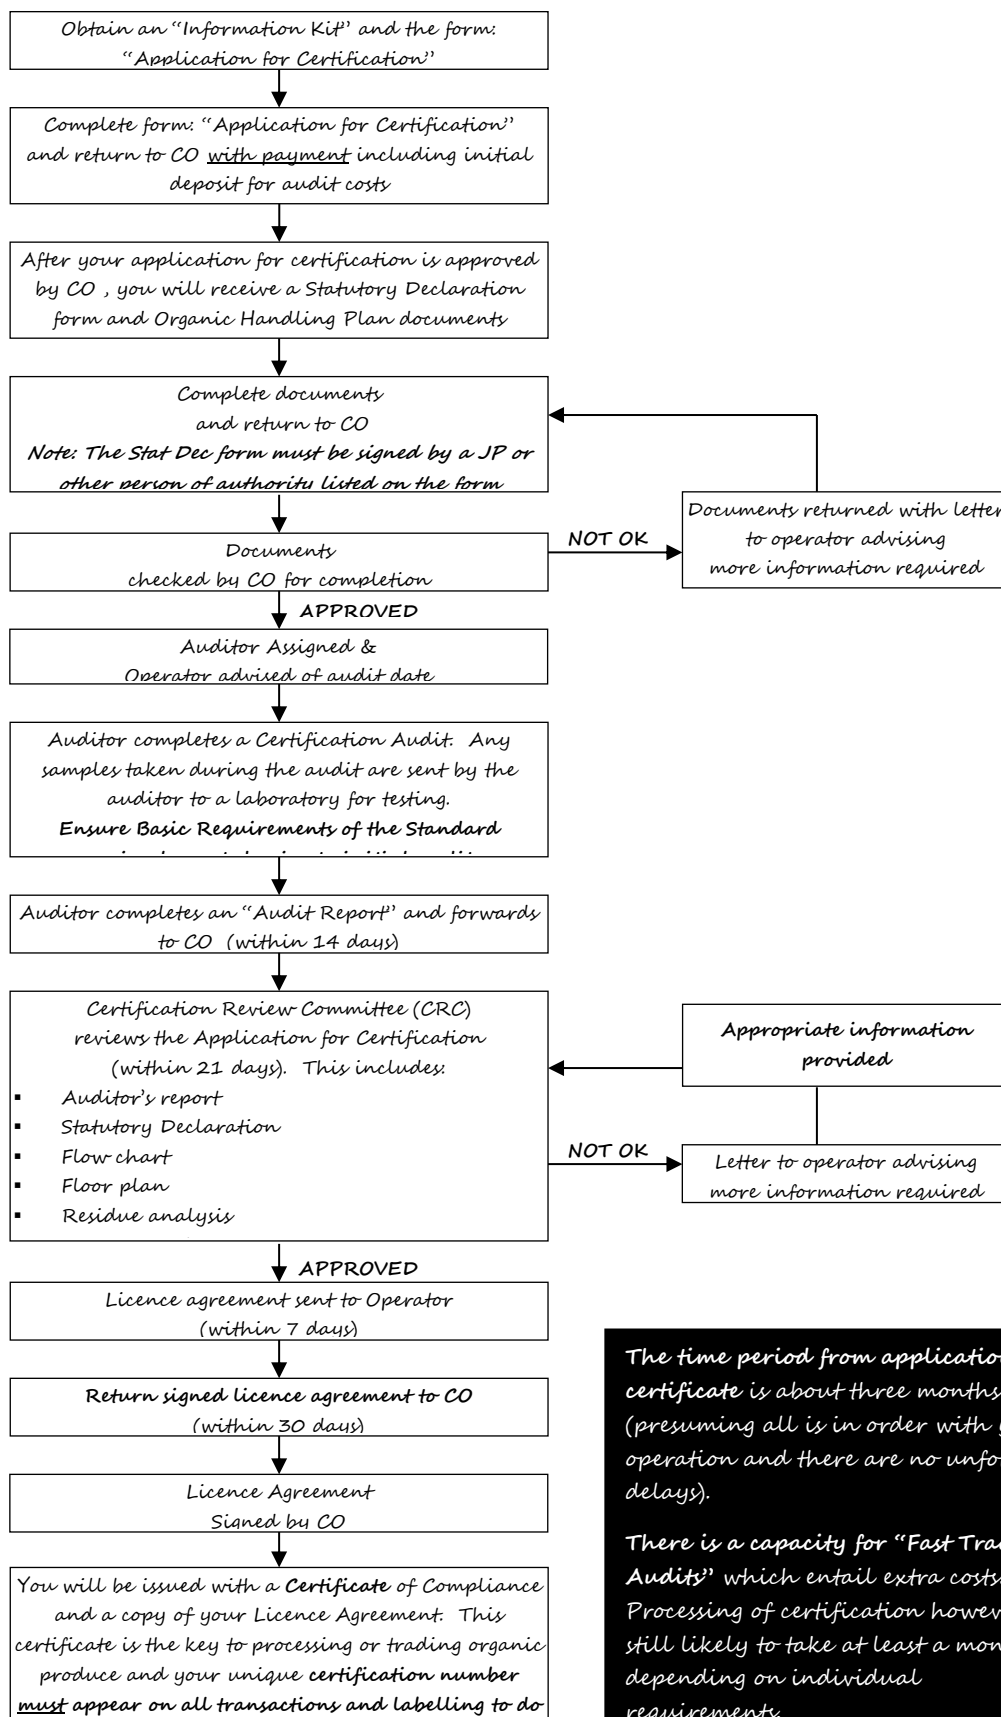 Obtain an “Information Kit” and the form:
“Application for Certification”
Complete form: “Application for Certification”
and return to CO with payment including initial
deposit for audit costs
After your application for certification is approved
by CO , you will receive a Statutory Declaration
form and Organic Handling Plan documents
Complete documents
and return to CO
Note: The Stat Dec form must be signed by a JP or
other person of authority listed on the form
Documents
checked by CO for completion
NOT OK
Documents returned with letter
to operator advising
more information required
APPROVED
Auditor Assigned &
Operator advised of audit date
Auditor completes a Certification Audit. Any
samples taken during the audit are sent by the
auditor to a laboratory for testing.
Ensure Basic Requirements of the Standard
Auditor completes an “Audit Report” and forwards
to CO (within 14 days)
Certification Review Committee (CRC)
reviews the Application for Certification
(within 21 days). This includes:
▪ Auditor’s report
▪ Statutory Declaration
▪ Flow chart
▪ Floor plan
▪ Residue analysis
Appropriate information
provided
NOT OK
Letter to operator advising
more information required
APPROVED
Licence agreement sent to Operator
(within 7 days)
Return signed licence agreement to CO
(within 30 days)
Licence Agreement
Signed by CO
You will be issued with a Certificate of Compliance
and a copy of your Licence Agreement. This
certificate is the key to processing or trading organic
produce and your unique certification number
must appear on all transactions and labelling to do
The time period from
certificate is about three months
(presuming all is in order with
operation and there are no
delays).
There is a capacity for “Fast
Audits” which entail extra costs.
Processing of certification
still likely to take at least a
depending on individual
requirements.